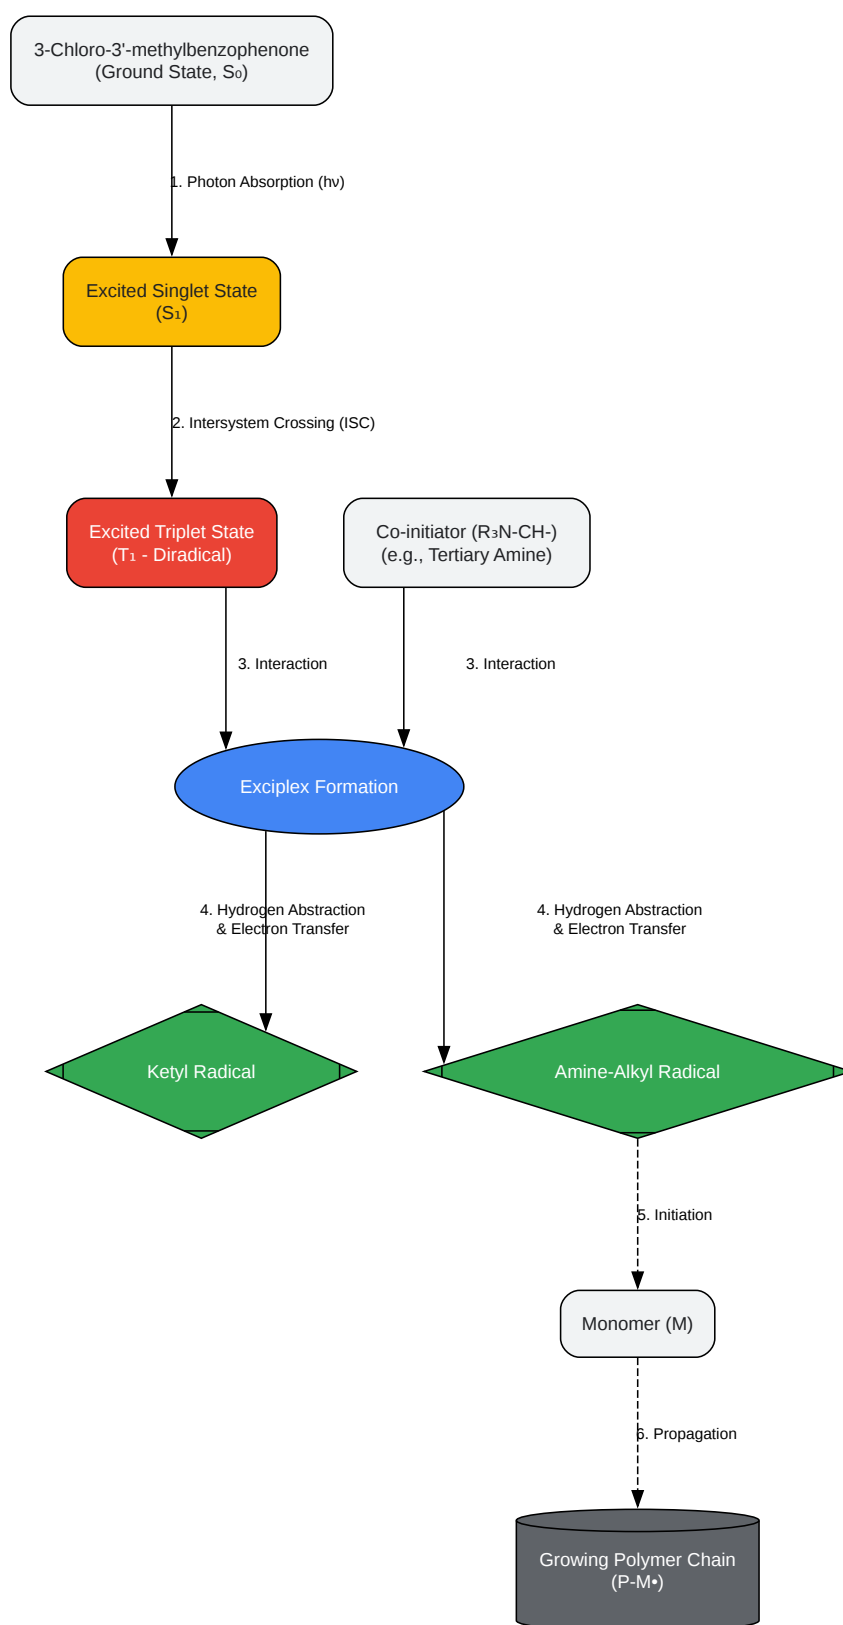 3-Chloro-3'-methylbenzophenone
(Ground State, S₀)
1. Photon Absorption (hν)
Excited Singlet State
(S₁)
2. Intersystem Crossing (ISC)
Excited Triplet State
(T₁ - Diradical)
Co-initiator (R₃N-CH-)
(e.g., Tertiary Amine)
3. Interaction
3. Interaction
Exciplex Formation
4. Hydrogen Abstraction
& Electron Transfer
4. Hydrogen Abstraction
& Electron Transfer
Ketyl Radical
Amine-Alkyl Radical
5. Initiation
Monomer (M)
6. Propagation
Growing Polymer Chain
(P-M•)